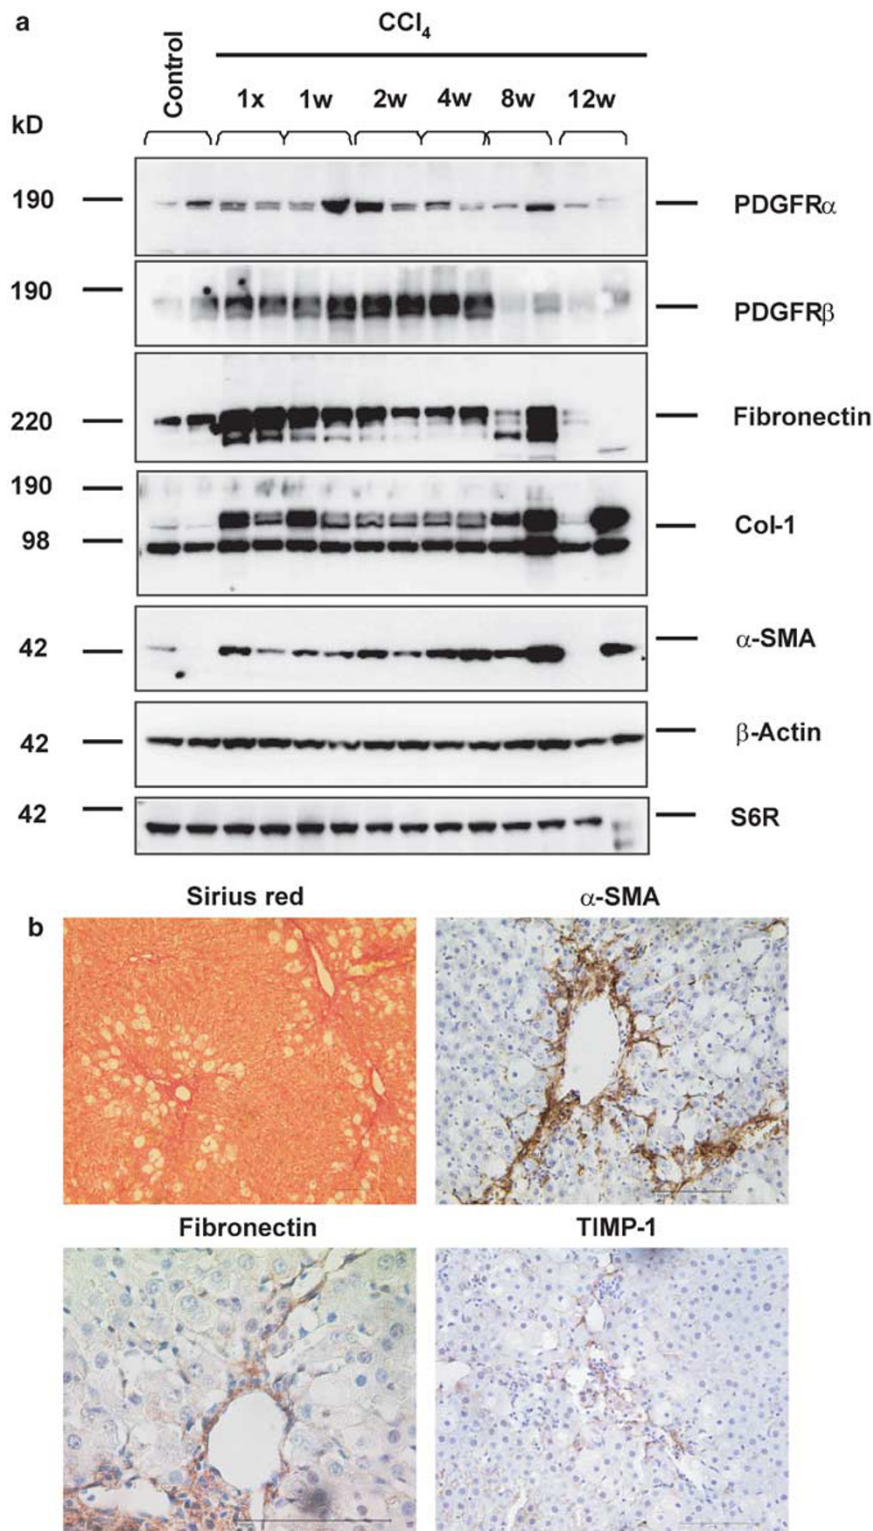 a
CCl4
Control
1x 1w 2w 4w 8w 12w
kD
190 PDGFRα
190 PDGFRβ
220 Fibronectin
190
98 Col-1
42 α-SMA
42 β-Actin
42 S6R
b
Sirius red α-SMA
Fibronectin TIMP-1